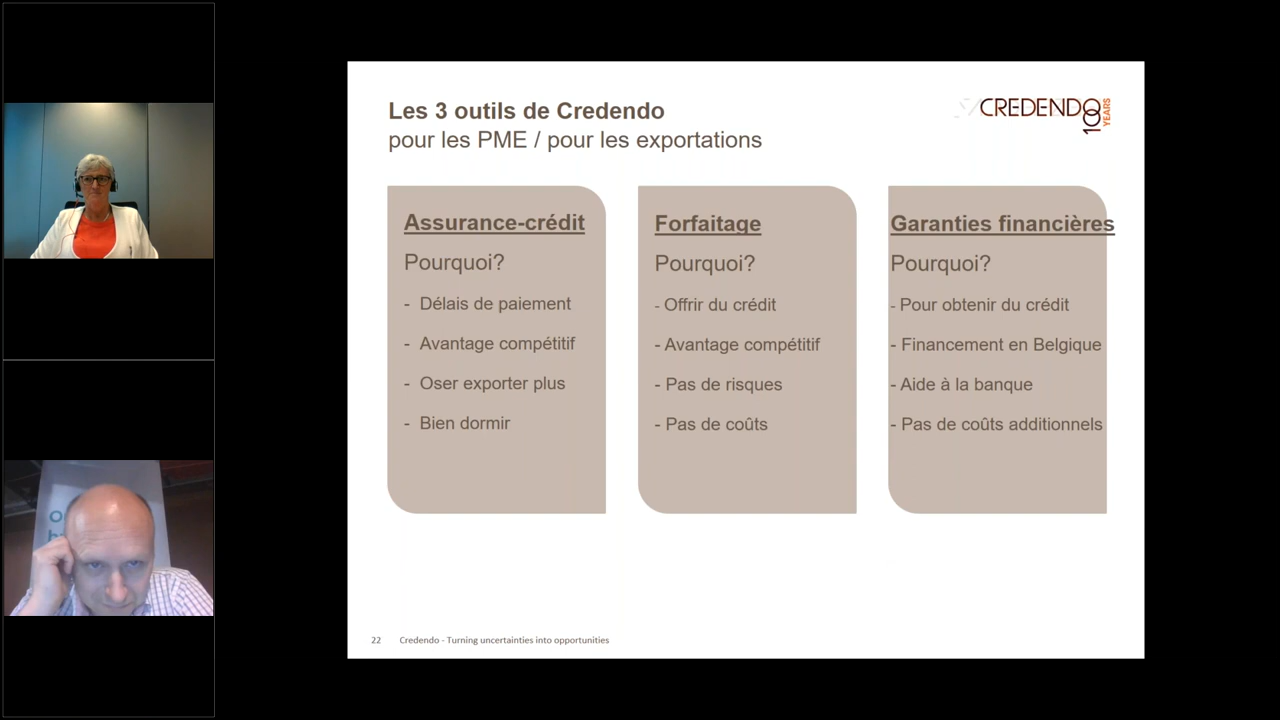 Les 3 outils de Credendo
pour les PME / pour les exportations
CREDENDO
10 YEARS
Assurance-crédit
Pourquoi?
- Délais de paiement
- Avantage compétitif
- Oser exporter plus
- Bien dormir
Forfaitage
Pourquoi?
- Offrir du crédit
- Avantage compétitif
- Pas de risques
- Pas de coûts
Garanties financières
Pourquoi?
- Pour obtenir du crédit
- Financement en Belgique
- Aide à la banque
- Pas de coûts additionnels
22 Credendo - Turning uncertainties into opportunities